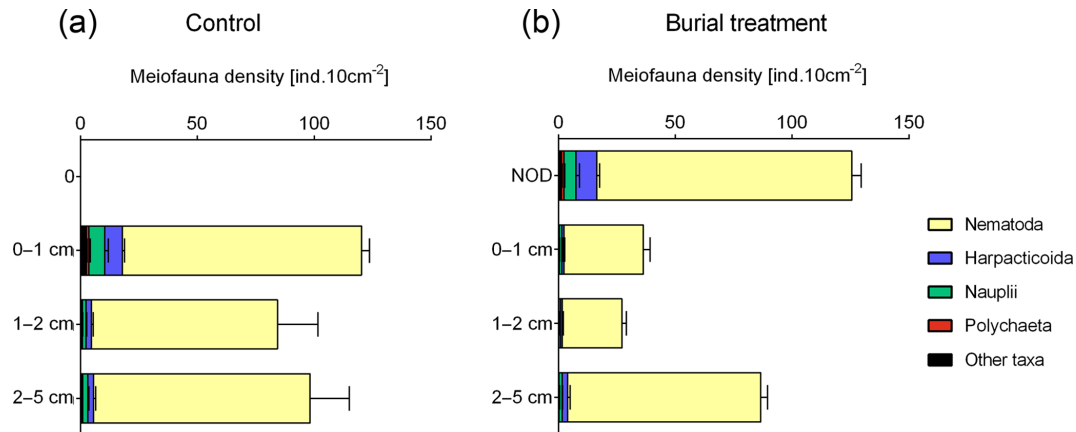 (a) Control
Meiofauna density [ind.10cm⁻²]
0 50 100 150
0
0–1 cm
1–2 cm
2–5 cm
(b) Burial treatment
Meiofauna density [ind.10cm⁻²]
0 50 100 150
NOD
0–1 cm
1–2 cm
2–5 cm
Nematoda
Harpacticoida
Nauplii
Polychaeta
Other taxa